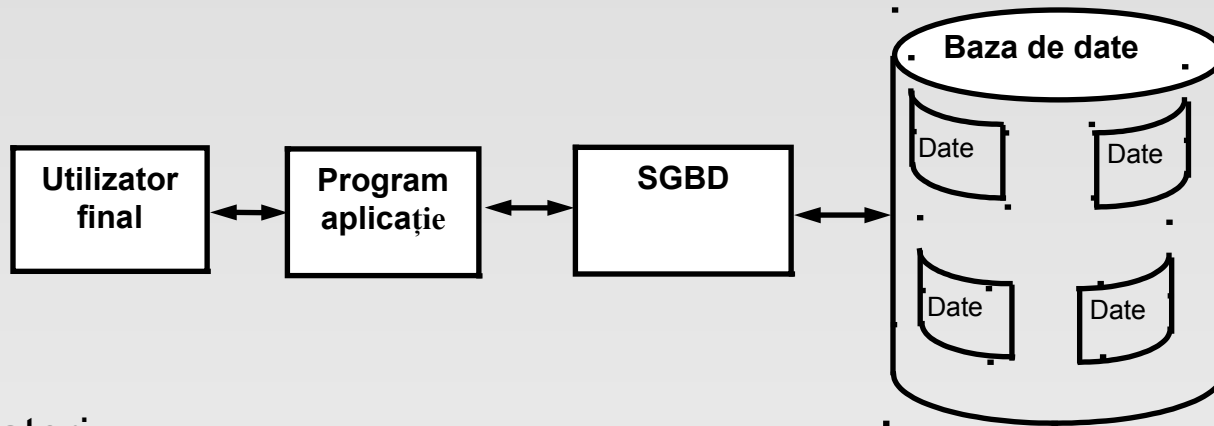 Baza de date
Utilizator
final
Program
aplicație
SGBD
Date
Date
Date
Date